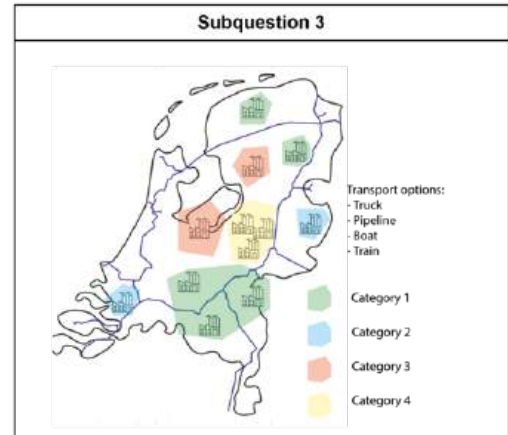 Subquestion 3
Transport options:
- Truck
- Pipeline
- Boat
- Train
Category 1
Category 2
Category 3
Category 4